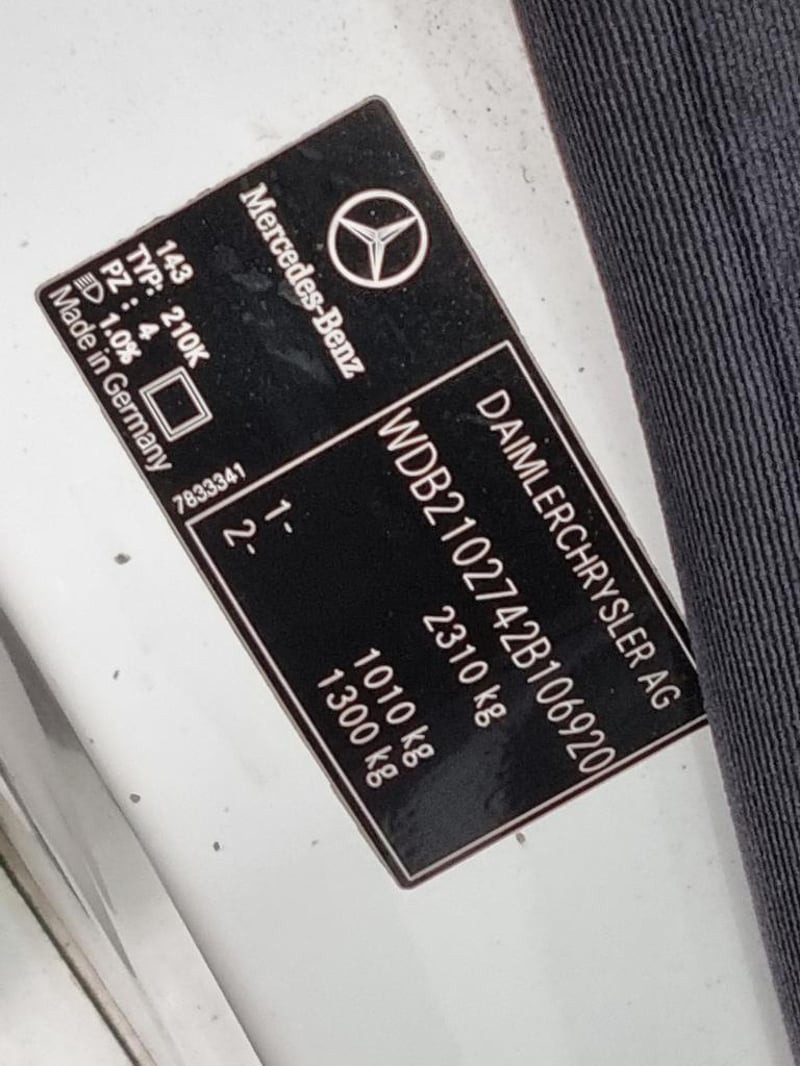 Mercedes-Benz
143
TYP: 210K
PZ : 4
1.0%
Made in Germany
7833341
DAIMLERCHRYSLER AG
WDB2102742B106920
2310 kg
1- 1010 kg
2- 1300 kg